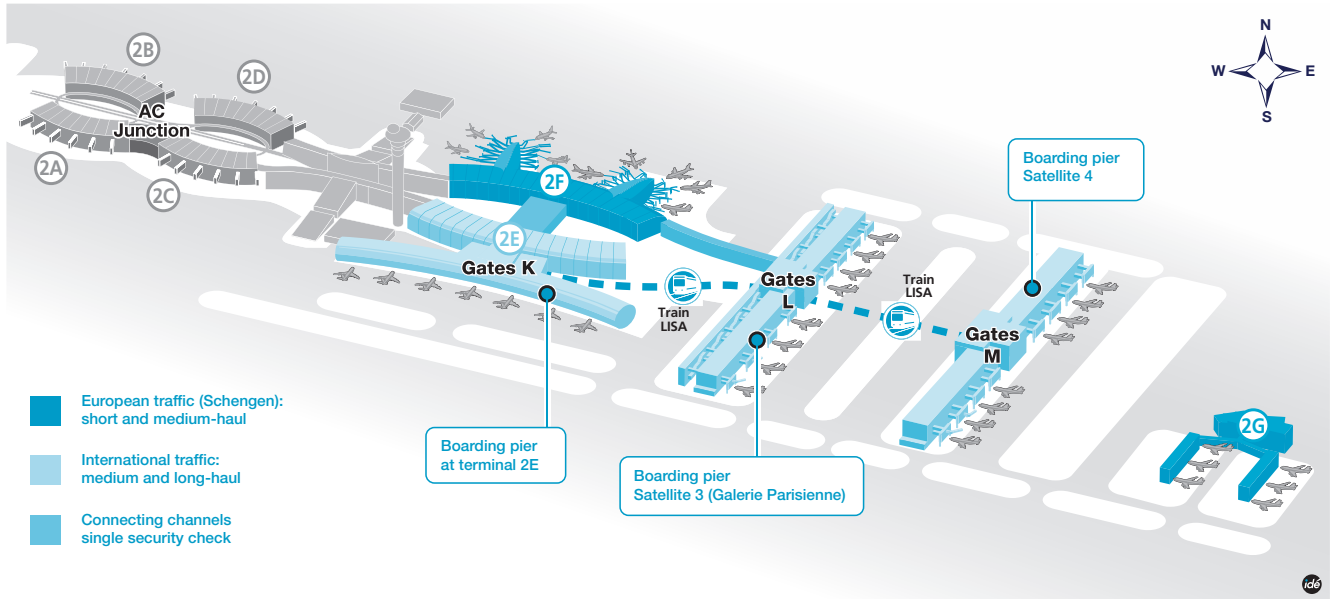 N
W
E
S
2B
2D
AC
Junction
2A
2C
2F
2E
Gates K
Train
LISA
Gates
L
Train
LISA
Gates
M
Boarding pier
Satellite 4
2G
European traffic (Schengen):
short and medium-haul
International traffic:
medium and long-haul
Connecting channels
single security check
Boarding pier
at terminal 2E
Boarding pier
Satellite 3 (Galerie Parisienne)
idé